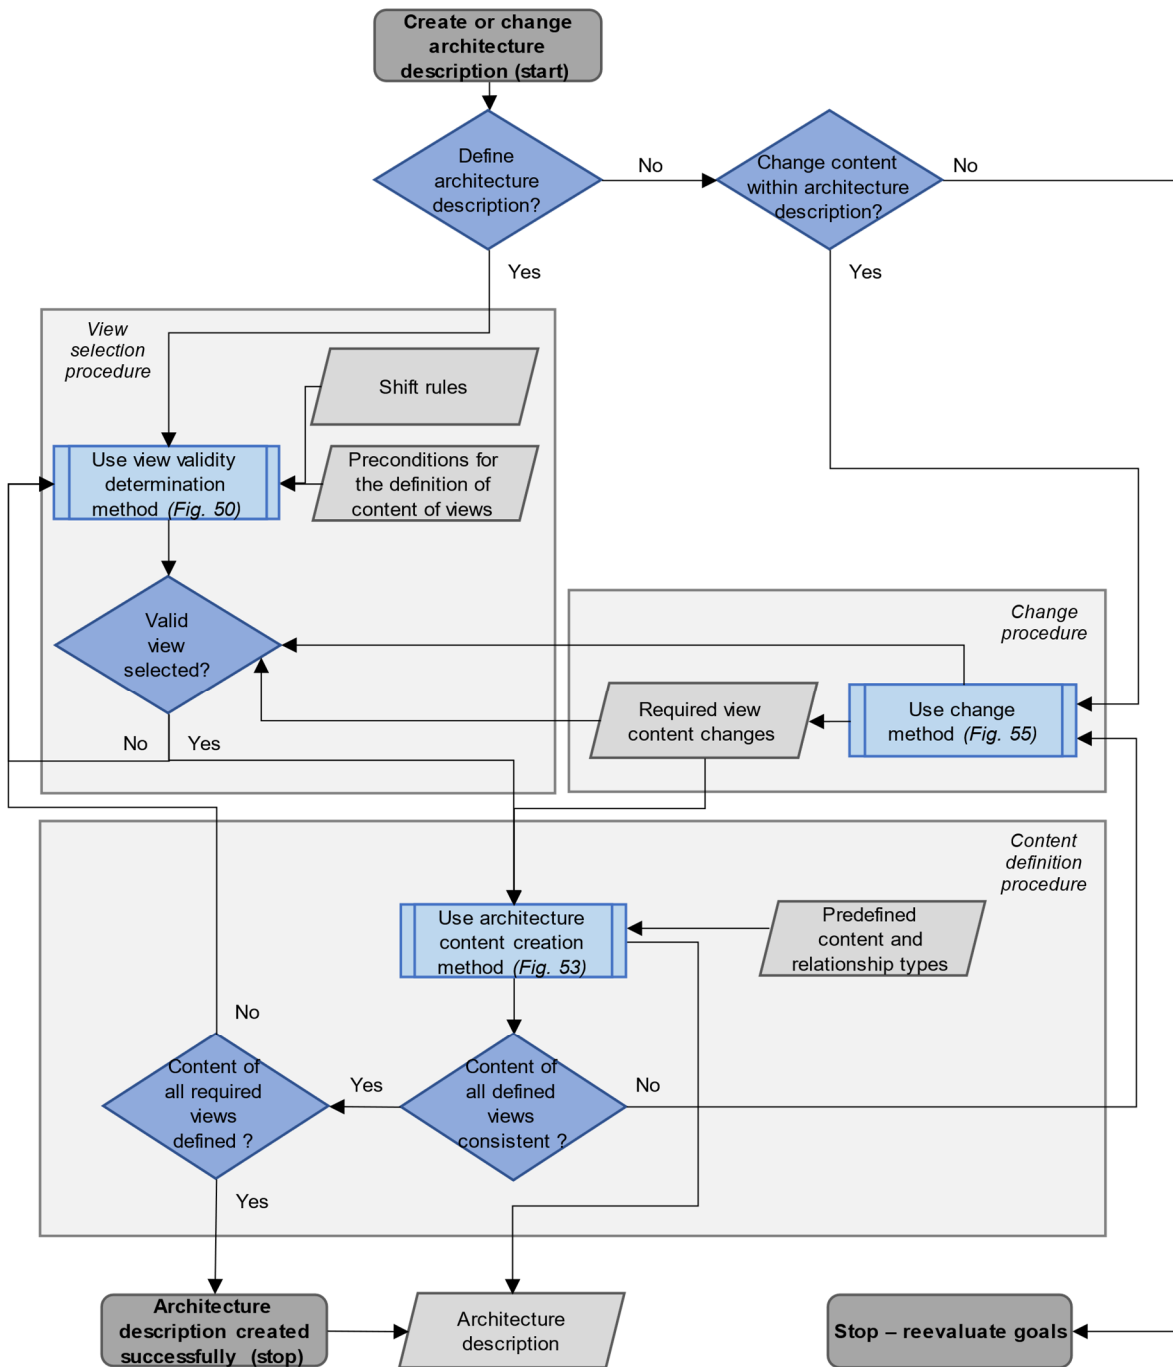 Create or change
architecture
description (start)
Define
architecture
description?
No
Change content
within architecture
description?
No
Yes
Yes
View
selection
procedure
Shift rules
Use view validity
determination
method (Fig. 50)
Preconditions for
the definition of
content of views
Valid
view
selected?
No
Yes
Change
procedure
Required view
content changes
Use change
method (Fig. 55)
Content
definition
procedure
Use architecture
content creation
method (Fig. 53)
Predefined
content and
relationship types
No
Content of
all required
views
defined ?
Yes
Content of
all defined
views
consistent ?
No
Yes
Architecture
description created
successfully (stop)
Architecture
description
Stop – reevaluate goals